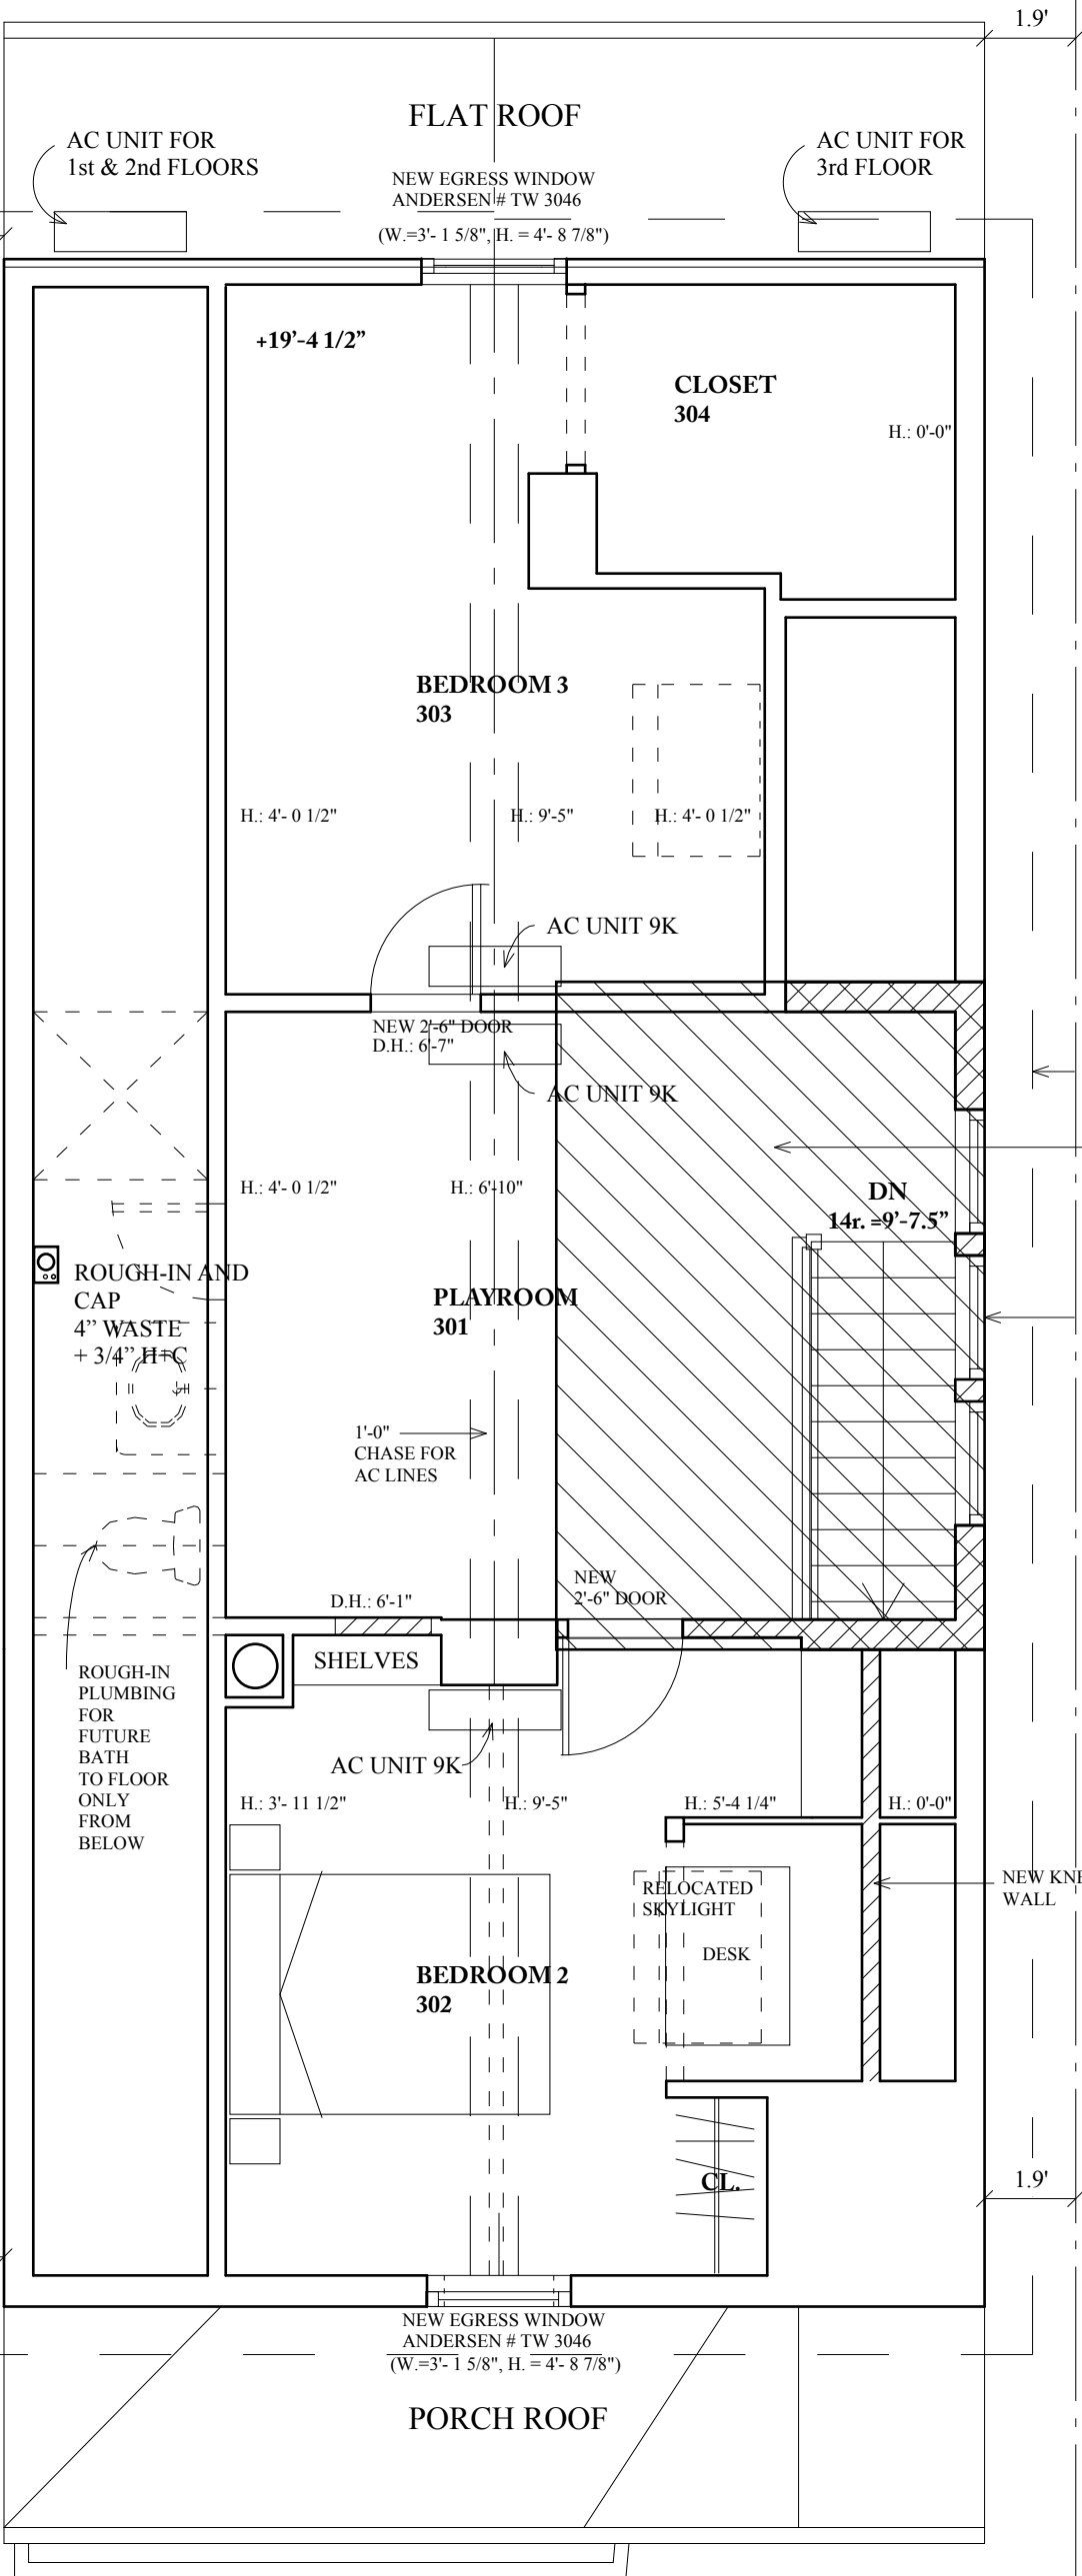 1.9'
FLAT ROOF
AC UNIT FOR
1st & 2nd FLOORS
AC UNIT FOR
3rd FLOOR
NEW EGRESS WINDOW
ANDERSEN # TW 3046
(W.=3'- 1 5/8", H. = 4'- 8 7/8")
+19'-4 1/2"
CLOSET
304
H.: 0'-0"
BEDROOM 3
303
H.: 4'- 0 1/2"
H.: 9'-5"
H.: 4'- 0 1/2"
AC UNIT 9K
NEW 2'-6" DOOR
D.H.: 6'-7"
AC UNIT 9K
H.: 4'- 0 1/2"
H.: 6'-10"
DN
14r. =9'-7.5"
ROUGH-IN AND
CAP
4" WASTE
+ 3/4" H+C
PLAYROOM
301
1'-0"
CHASE FOR
AC LINES
NEW
2'-6" DOOR
D.H.: 6'-1"
SHELVES
ROUGH-IN
PLUMBING
FOR
FUTURE
BATH
TO FLOOR
ONLY
FROM
BELOW
AC UNIT 9K
H.: 3'- 11 1/2"
H.: 9'-5"
H.: 5'-4 1/4"
H.: 0'-0"
NEW KNE
WALL
RELOCATED
SKYLIGHT
DESK
BEDROOM 2
302
CL.
1.9'
NEW EGRESS WINDOW
ANDERSEN # TW 3046
(W.=3'- 1 5/8", H. = 4'- 8 7/8")
PORCH ROOF